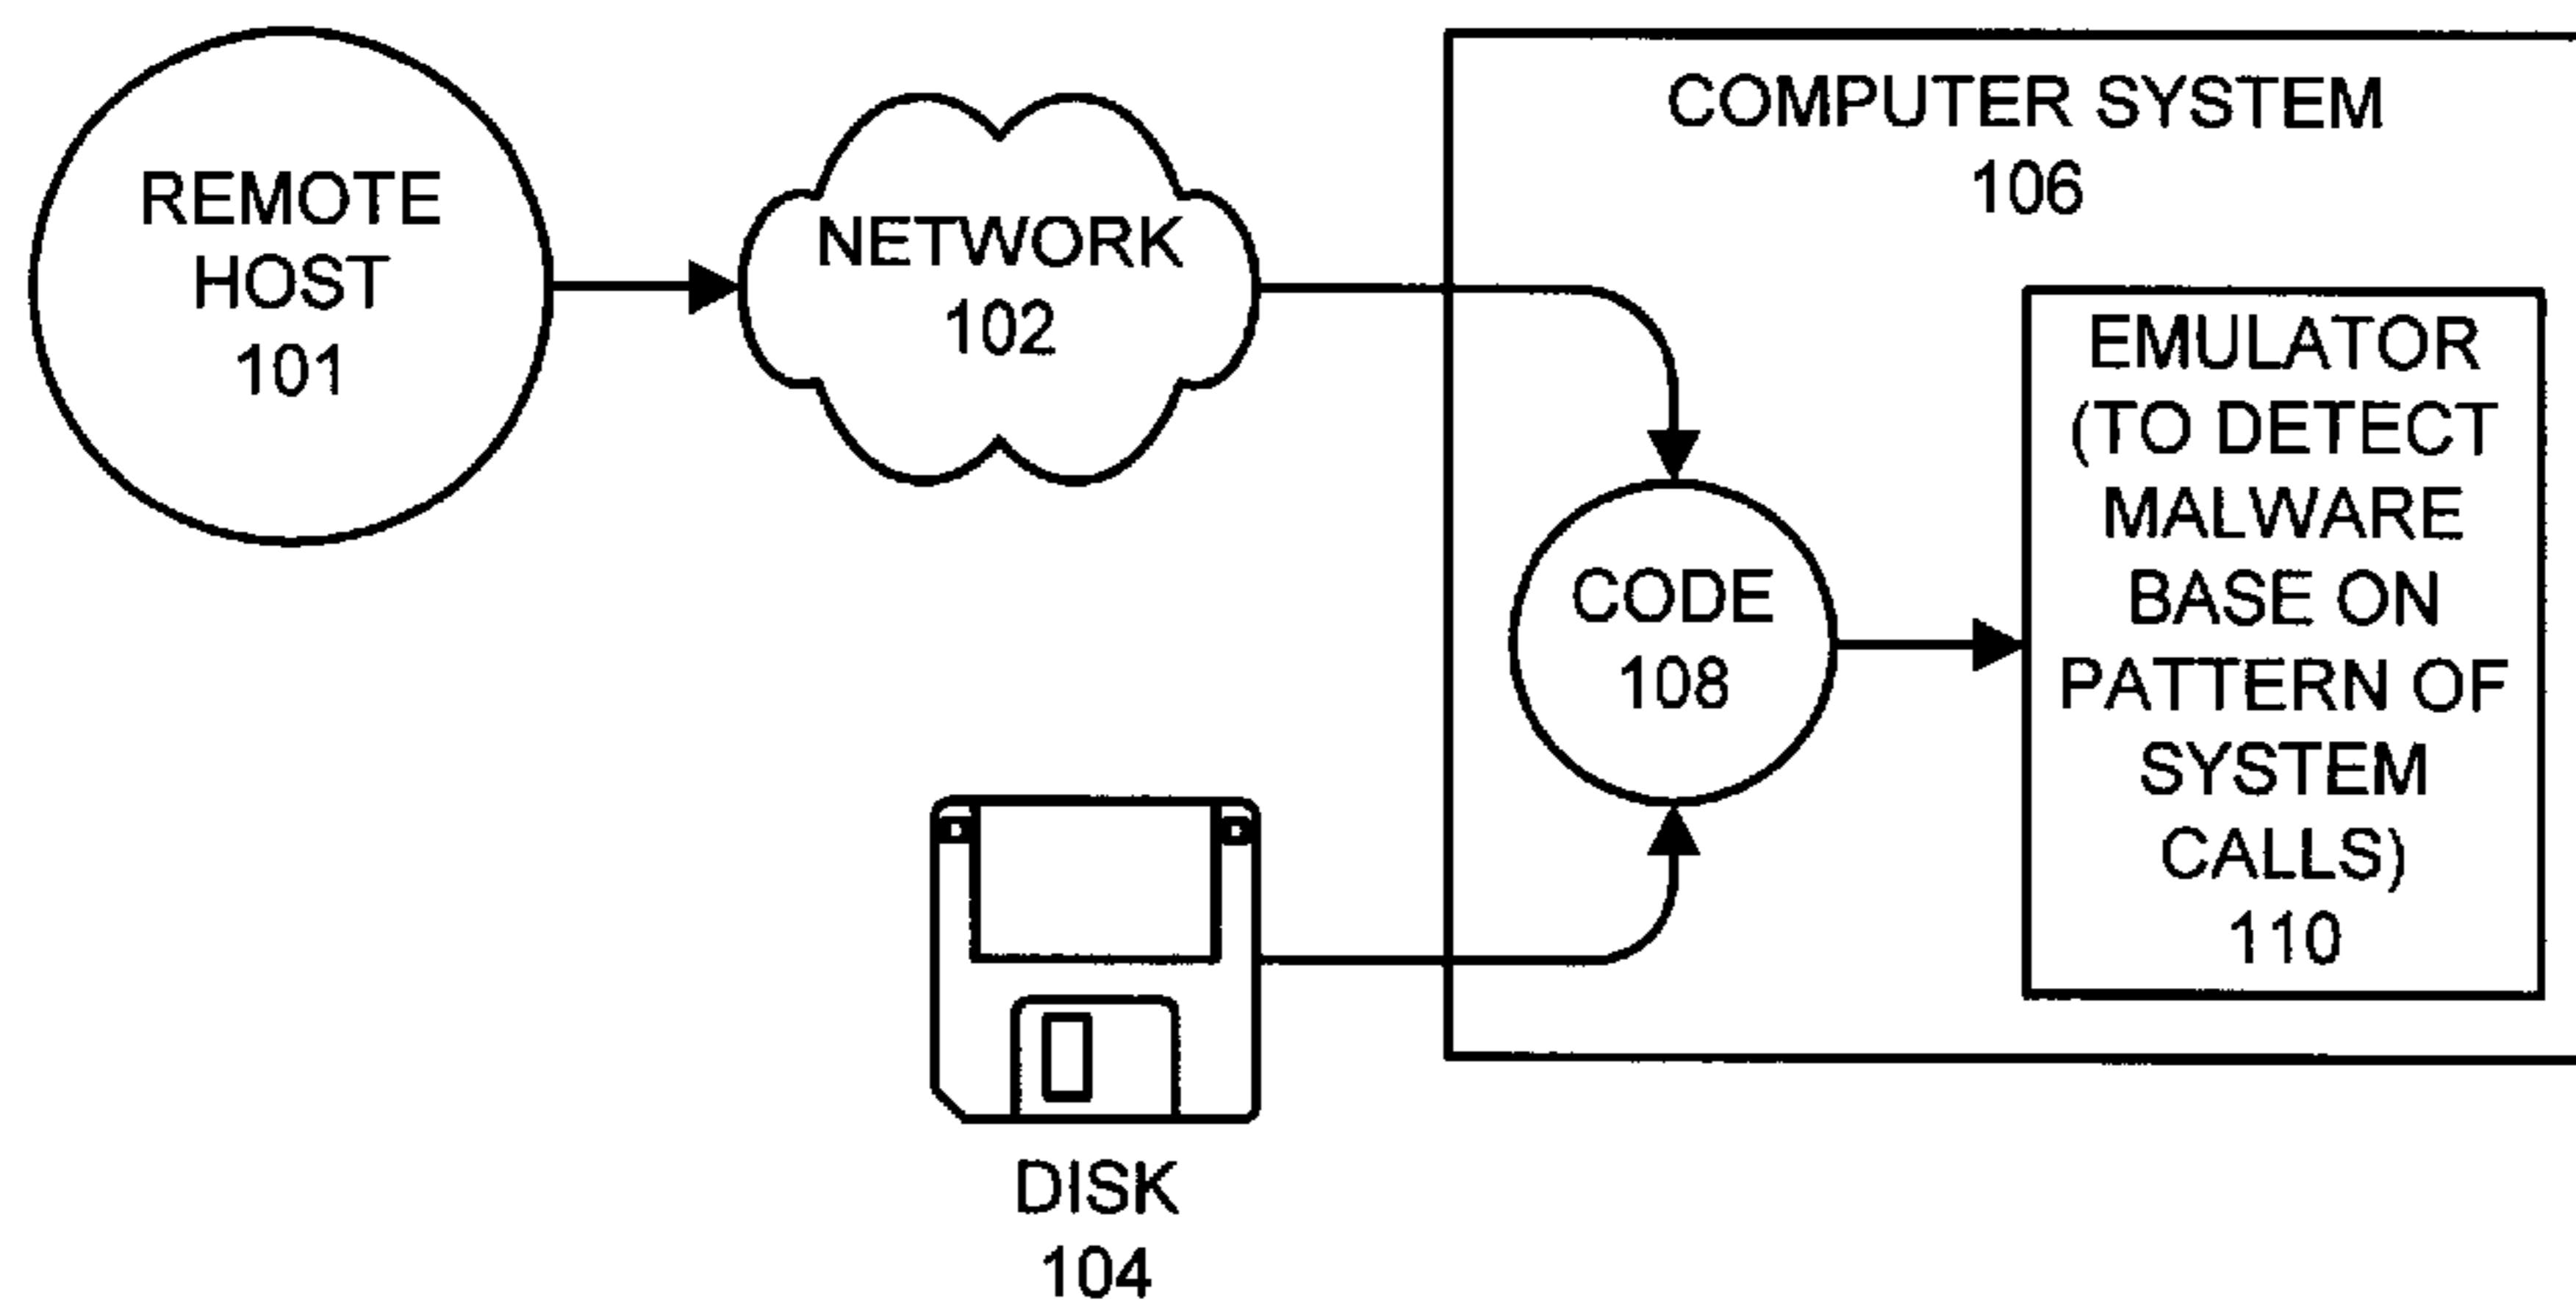 REMOTE
HOST
101
NETWORK
102
COMPUTER SYSTEM
106
CODE
108
EMULATOR
(TO DETECT
MALWARE
BASE ON
PATTERN OF
SYSTEM
CALLS)
110
DISK
104